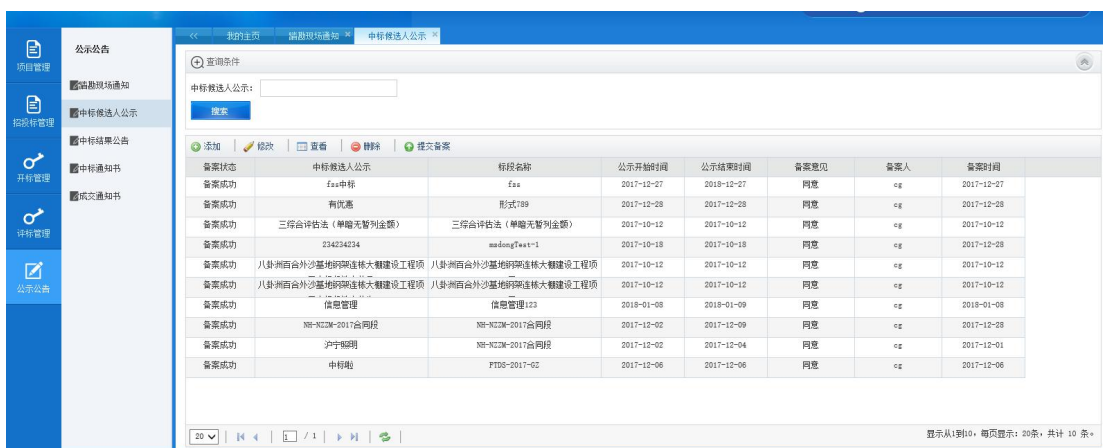 << 我的主页 踏勘现场通知 × 中标候选人公示 ×
项目管理
招投标管理
开标管理
评标管理
公示公告
公示公告
踏勘现场通知
中标候选人公示
中标结果公告
中标通知书
成交通知书
查询条件
中标候选人公示:
搜索
添加 修改 查看 删除 提交备案
备案状态 中标候选人公示 标段名称 公示开始时间 公示结束时间 备案意见 备案人 备案时间
备案成功 fss中标 fss 2017-12-27 2018-12-27 同意 cg 2017-12-27
备案成功 有优惠 形式789 2017-12-28 2017-12-28 同意 cg 2017-12-28
备案成功 三综合评估法（单暗无暂列金额） 三综合评估法（单暗无暂列金额） 2017-10-12 2017-10-12 同意 cg 2017-10-12
备案成功 234234234 msdongTest-1 2017-10-18 2017-10-18 同意 cg 2017-12-28
备案成功 八卦洲百合外沙基地钢架连栋大棚建设工程项 八卦洲百合外沙基地钢架连栋大棚建设工程项 2017-10-12 2017-10-12 同意 cg 2017-10-12
备案成功 八卦洲百合外沙基地钢架连栋大棚建设工程项 八卦洲百合外沙基地钢架连栋大棚建设工程项 2017-10-12 2017-10-12 同意 cg 2017-10-12
备案成功 信息管理 信息管理123 2018-01-08 2018-01-09 同意 cg 2018-01-08
备案成功 NH-NZZM-2017合同段 NH-NZZM-2017合同段 2017-12-02 2017-12-09 同意 cg 2017-12-28
备案成功 沪宁照明 NH-NZZM-2017合同段 2017-12-02 2017-12-04 同意 cg 2017-12-01
备案成功 中标啦 PTDS-2017-GZ 2017-12-06 2017-12-06 同意 cg 2017-12-06
20 1 / 1 显示从1到10，每页显示：20条，共计 10 条。